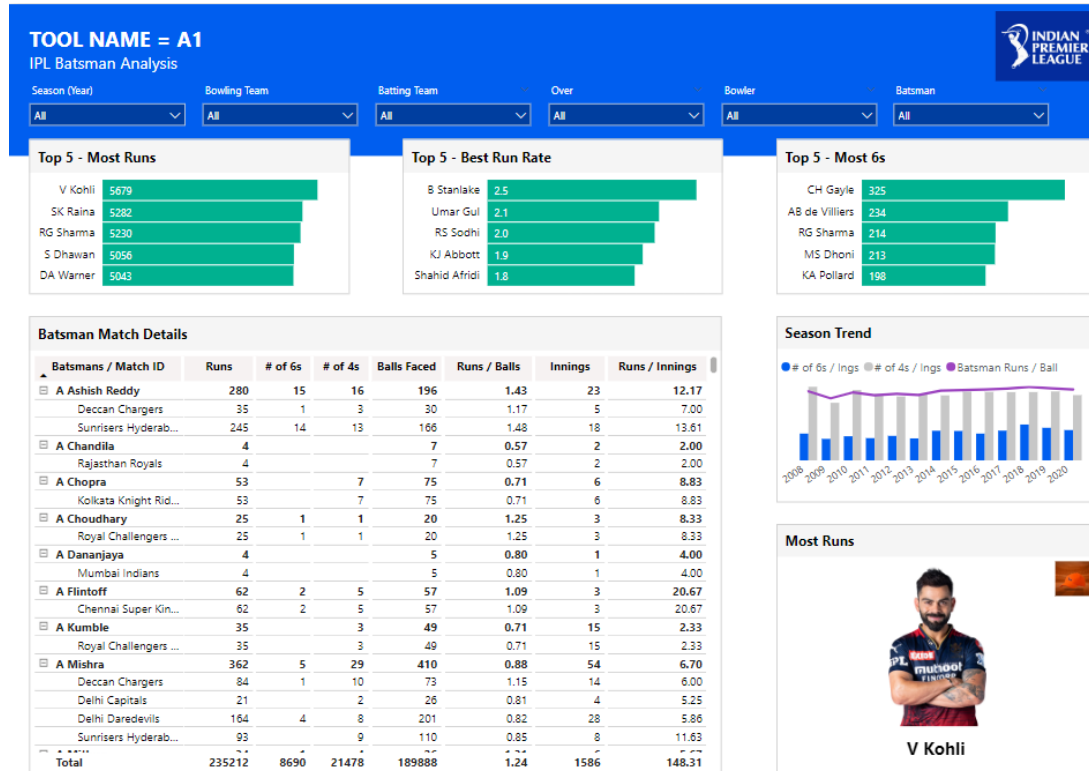 TOOL NAME = A1
IPL Batsman Analysis
INDIAN
PREMIER
LEAGUE
Season (Year) Bowling Team Batting Team Over Bowler Batsman
All All All All All All
Top 5 - Most Runs
V Kohli 5679
SK Raina 5282
RG Sharma 5230
S Dhawan 5056
DA Warner 5043
Top 5 - Best Run Rate
B Stanlake 2.5
Umar Gul 2.1
RS Sodhi 2.0
KJ Abbott 1.9
Shahid Afridi 1.8
Top 5 - Most 6s
CH Gayle 325
AB de Villiers 234
RG Sharma 214
MS Dhoni 213
KA Pollard 198
Batsman Match Details
Batsmans / Match ID Runs # of 6s # of 4s Balls Faced Runs / Balls Innings Runs / Innings
A Ashish Reddy 280 15 16 196 1.43 23 12.17
Deccan Chargers 35 1 3 30 1.17 5 7.00
Sunrisers Hyderab... 245 14 13 166 1.48 18 13.61
A Chandila 4 7 0.57 2 2.00
Rajasthan Royals 4 7 0.57 2 2.00
A Chopra 53 7 75 0.71 6 8.83
Kolkata Knight Rid... 53 7 75 0.71 6 8.83
A Choudhary 25 1 1 20 1.25 3 8.33
Royal Challengers ... 25 1 1 20 1.25 3 8.33
A Dananjaya 4 5 0.80 1 4.00
Mumbai Indians 4 5 0.80 1 4.00
A Flintoff 62 2 5 57 1.09 3 20.67
Chennai Super Kin... 62 2 5 57 1.09 3 20.67
A Kumble 35 3 49 0.71 15 2.33
Royal Challengers ... 35 3 49 0.71 15 2.33
A Mishra 362 5 29 410 0.88 54 6.70
Deccan Chargers 84 1 10 73 1.15 14 6.00
Delhi Capitals 21 2 26 0.81 4 5.25
Delhi Daredevils 164 4 8 201 0.82 28 5.86
Sunrisers Hyderab... 93 9 110 0.85 8 11.63
Total 235212 8690 21478 189888 1.24 1586 148.31
Season Trend
# of 6s / Ings # of 4s / Ings Batsman Runs / Ball
2008 2009 2010 2011 2012 2013 2014 2015 2016 2017 2018 2019 2020
Most Runs
muthoot
V Kohli